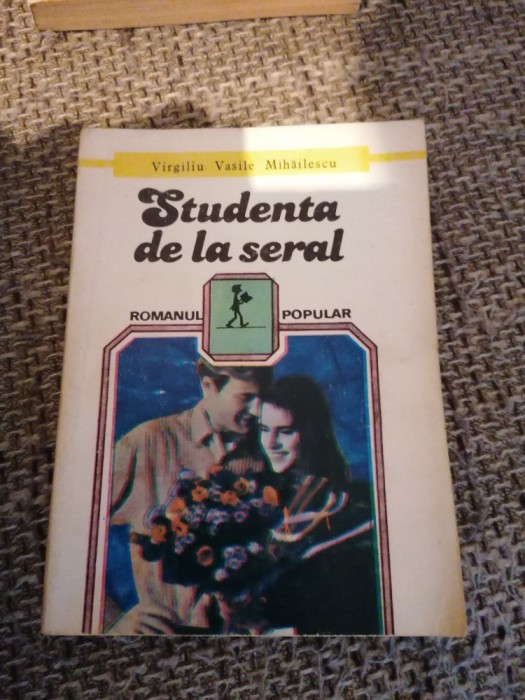 Virgiliu Vasile Mihăilescu
Studenta
de la seral
ROMANUL POPULAR